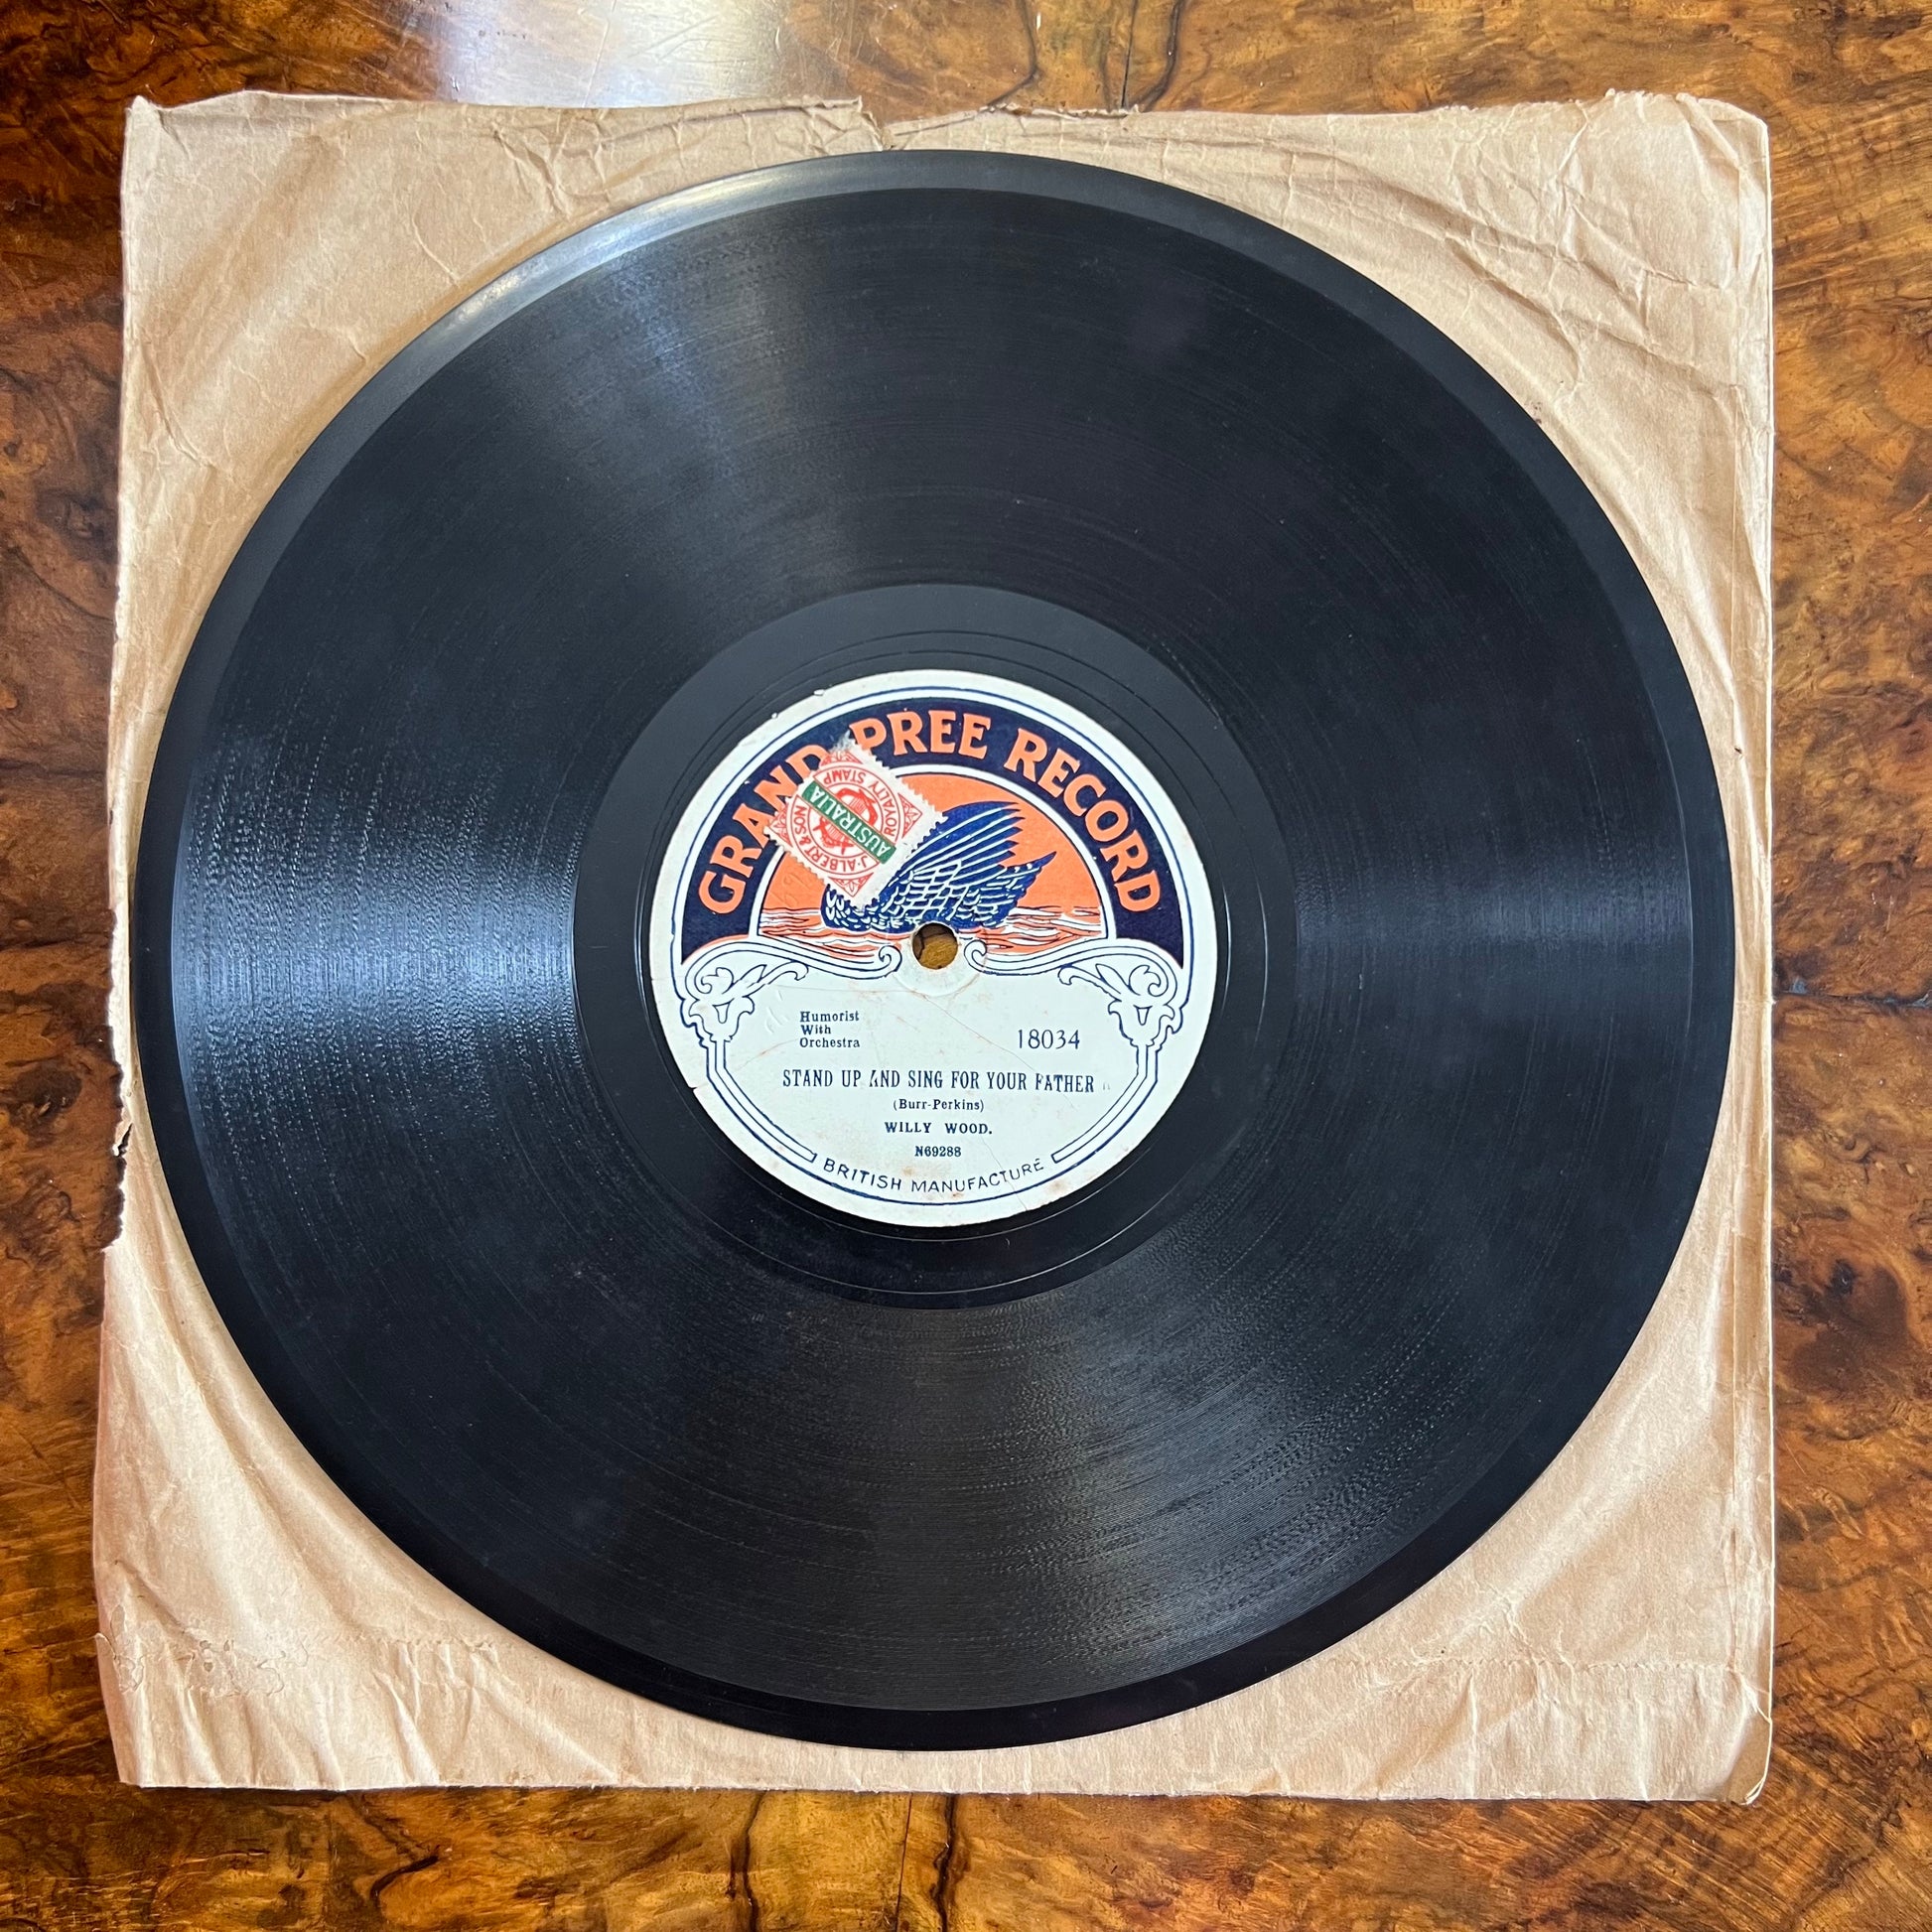 GRAND PREE RECORD
J. ALBERT & SON
ROYALTY STAMP
AUSTRALIA
Humorist
With
Orchestra
18034
STAND UP AND SING FOR YOUR FATHER
(Burr-Perkins)
WILLY WOOD.
N69288
BRITISH MANUFACTURE